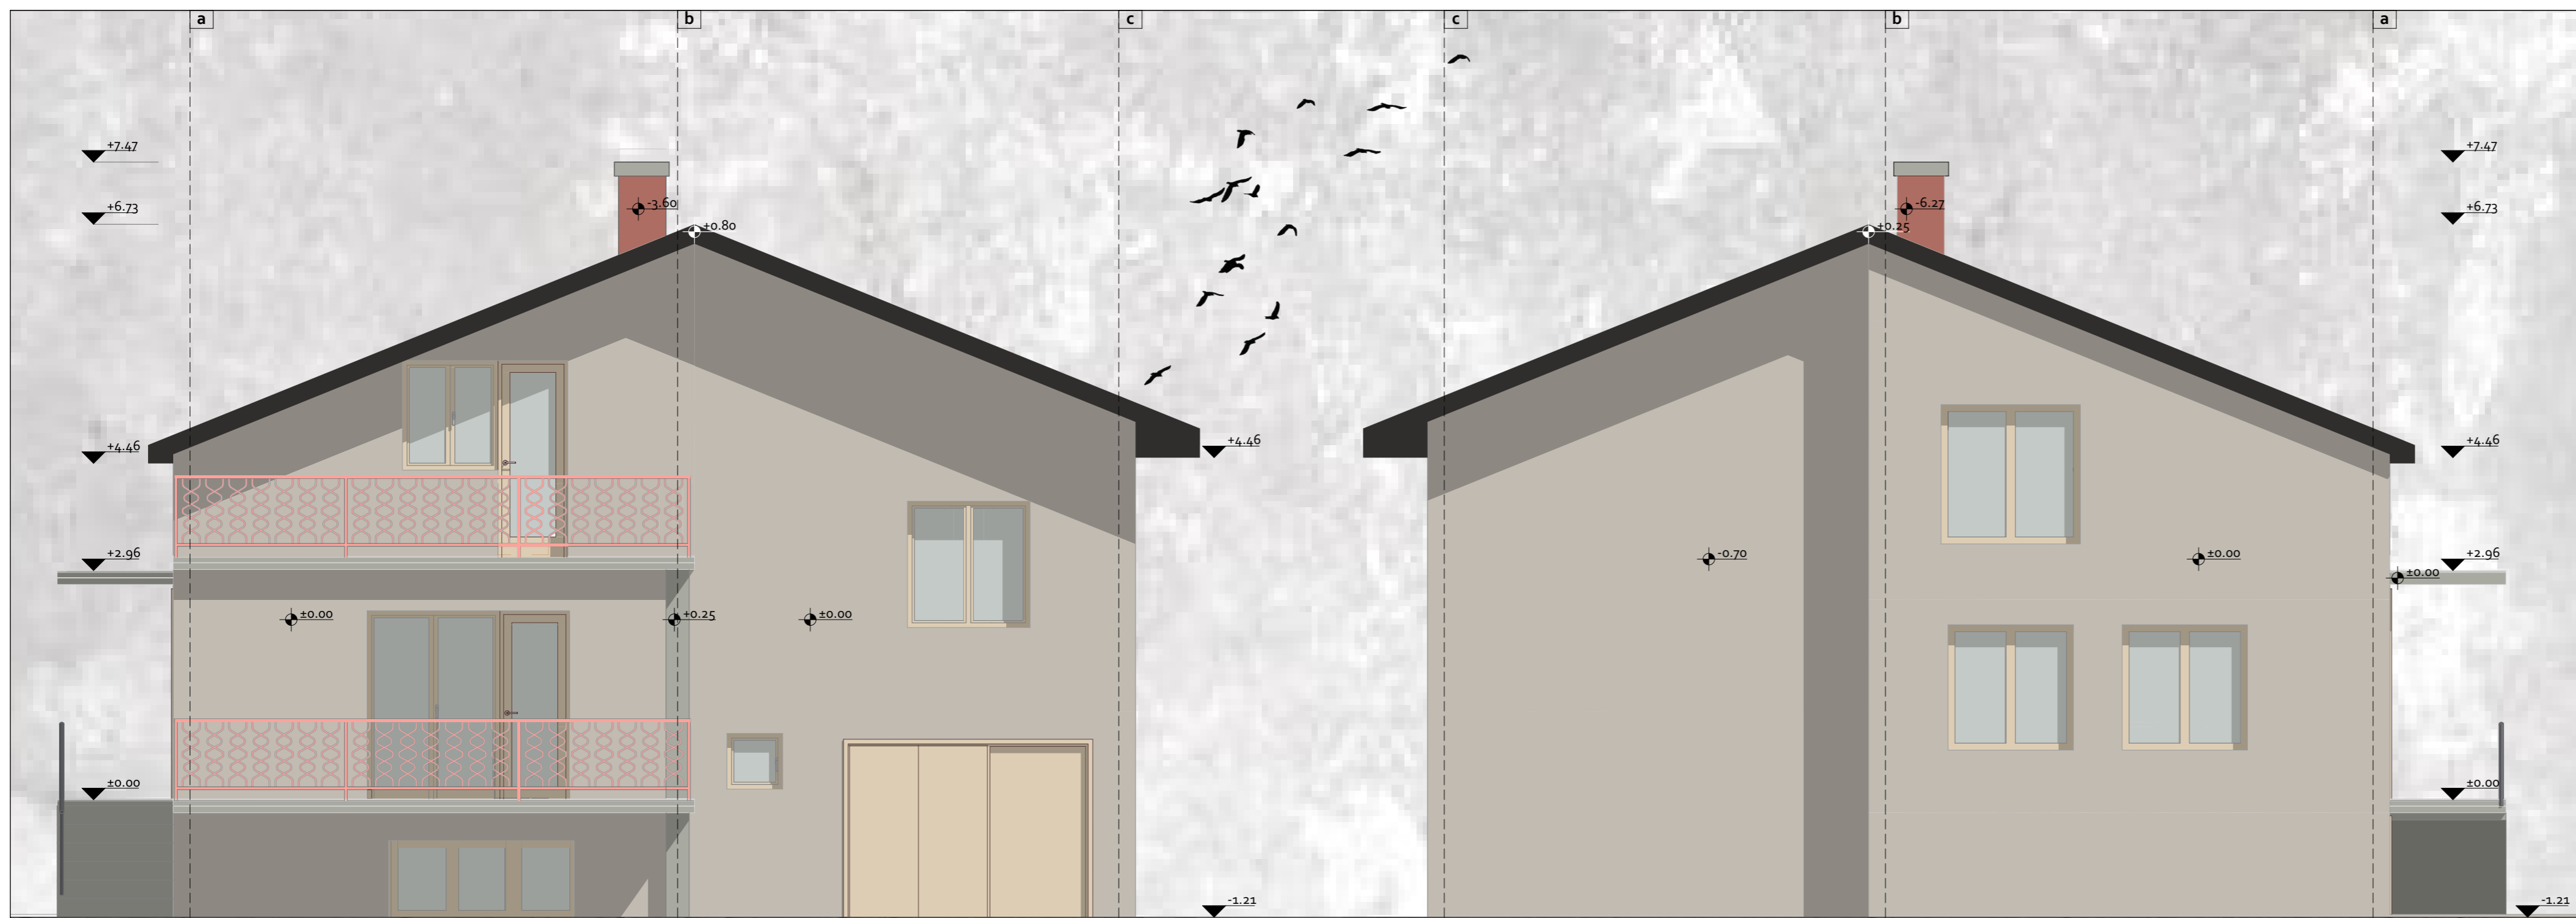 a b c c b a
+7.47 +7.47
-3.60 -6.27
+6.73 +6.73
+0.80 +0.25
+4.46 +4.46 +4.46
+2.96 -0.70 ±0.00 +2.96
±0.00
±0.00 +0.25 ±0.00
±0.00 ±0.00
-1.21 -1.21